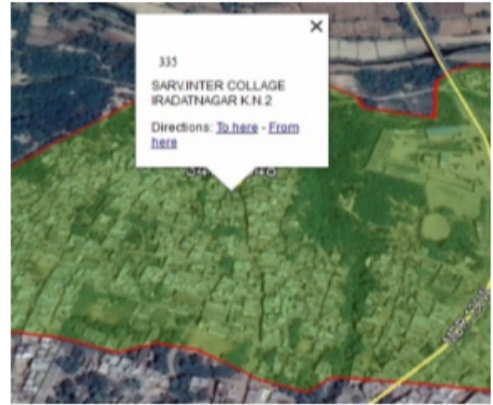 335
SARV.INTER COLLAGE
IRADATNAGAR K.N.2
Directions: To here - From
here